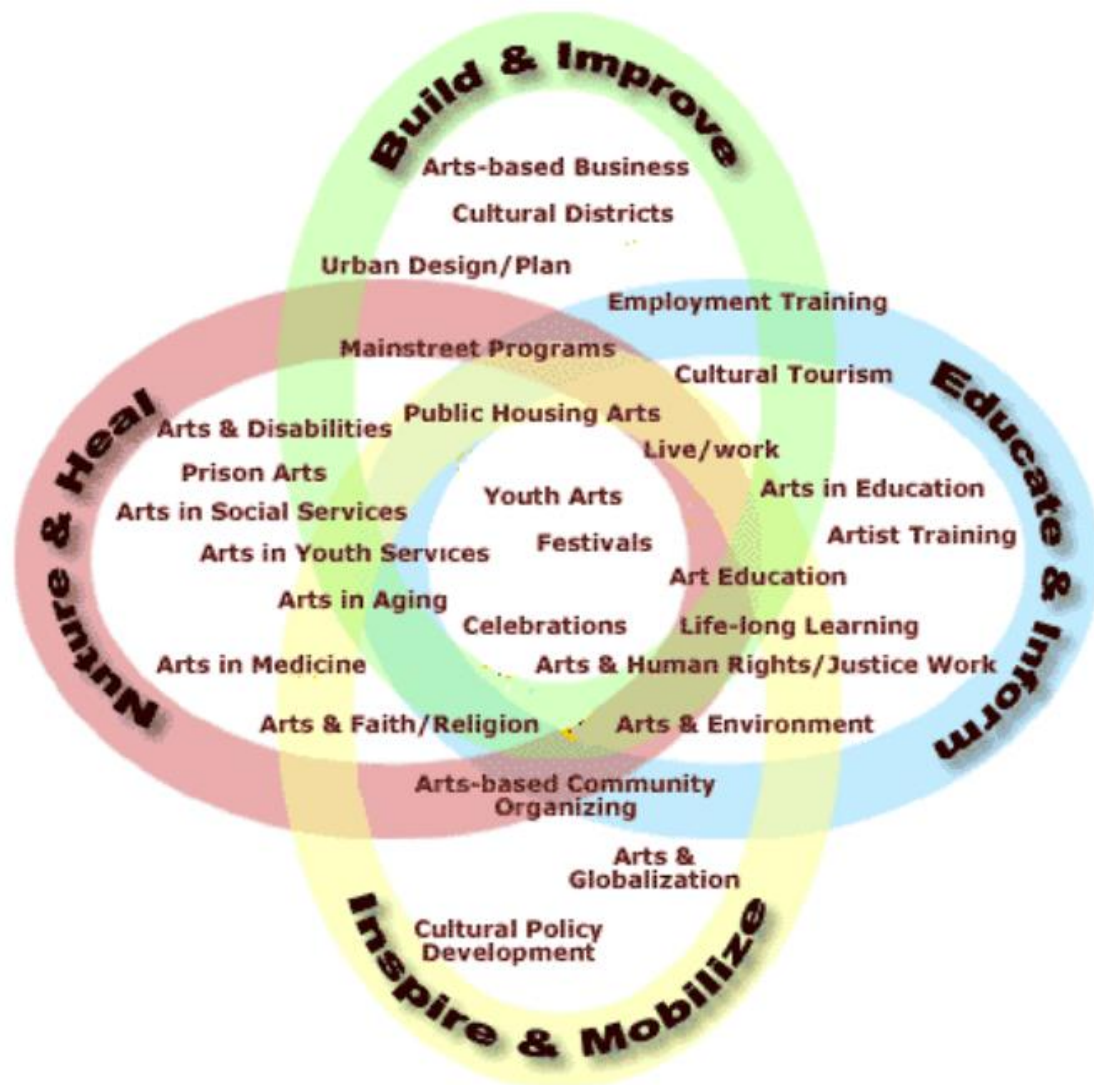 Build & Improve
Arts-based Business
Cultural Districts
Urban Design/Plan
Employment Training
Mainstreet Programs
Cultural Tourism
Educate & Inform
Nuture & Heal
Public Housing Arts
Arts & Disabilities
Live/work
Prison Arts
Arts in Education
Youth Arts
Arts in Social Services
Artist Training
Festivals
Arts in Youth Services
Art Education
Arts in Aging
Celebrations
Life-long Learning
Arts in Medicine
Arts & Human Rights/Justice Work
Arts & Faith/Religion
Arts & Environment
Arts-based Community
Organizing
Arts &
Globalization
Cultural Policy
Development
Inspire & Mobilize